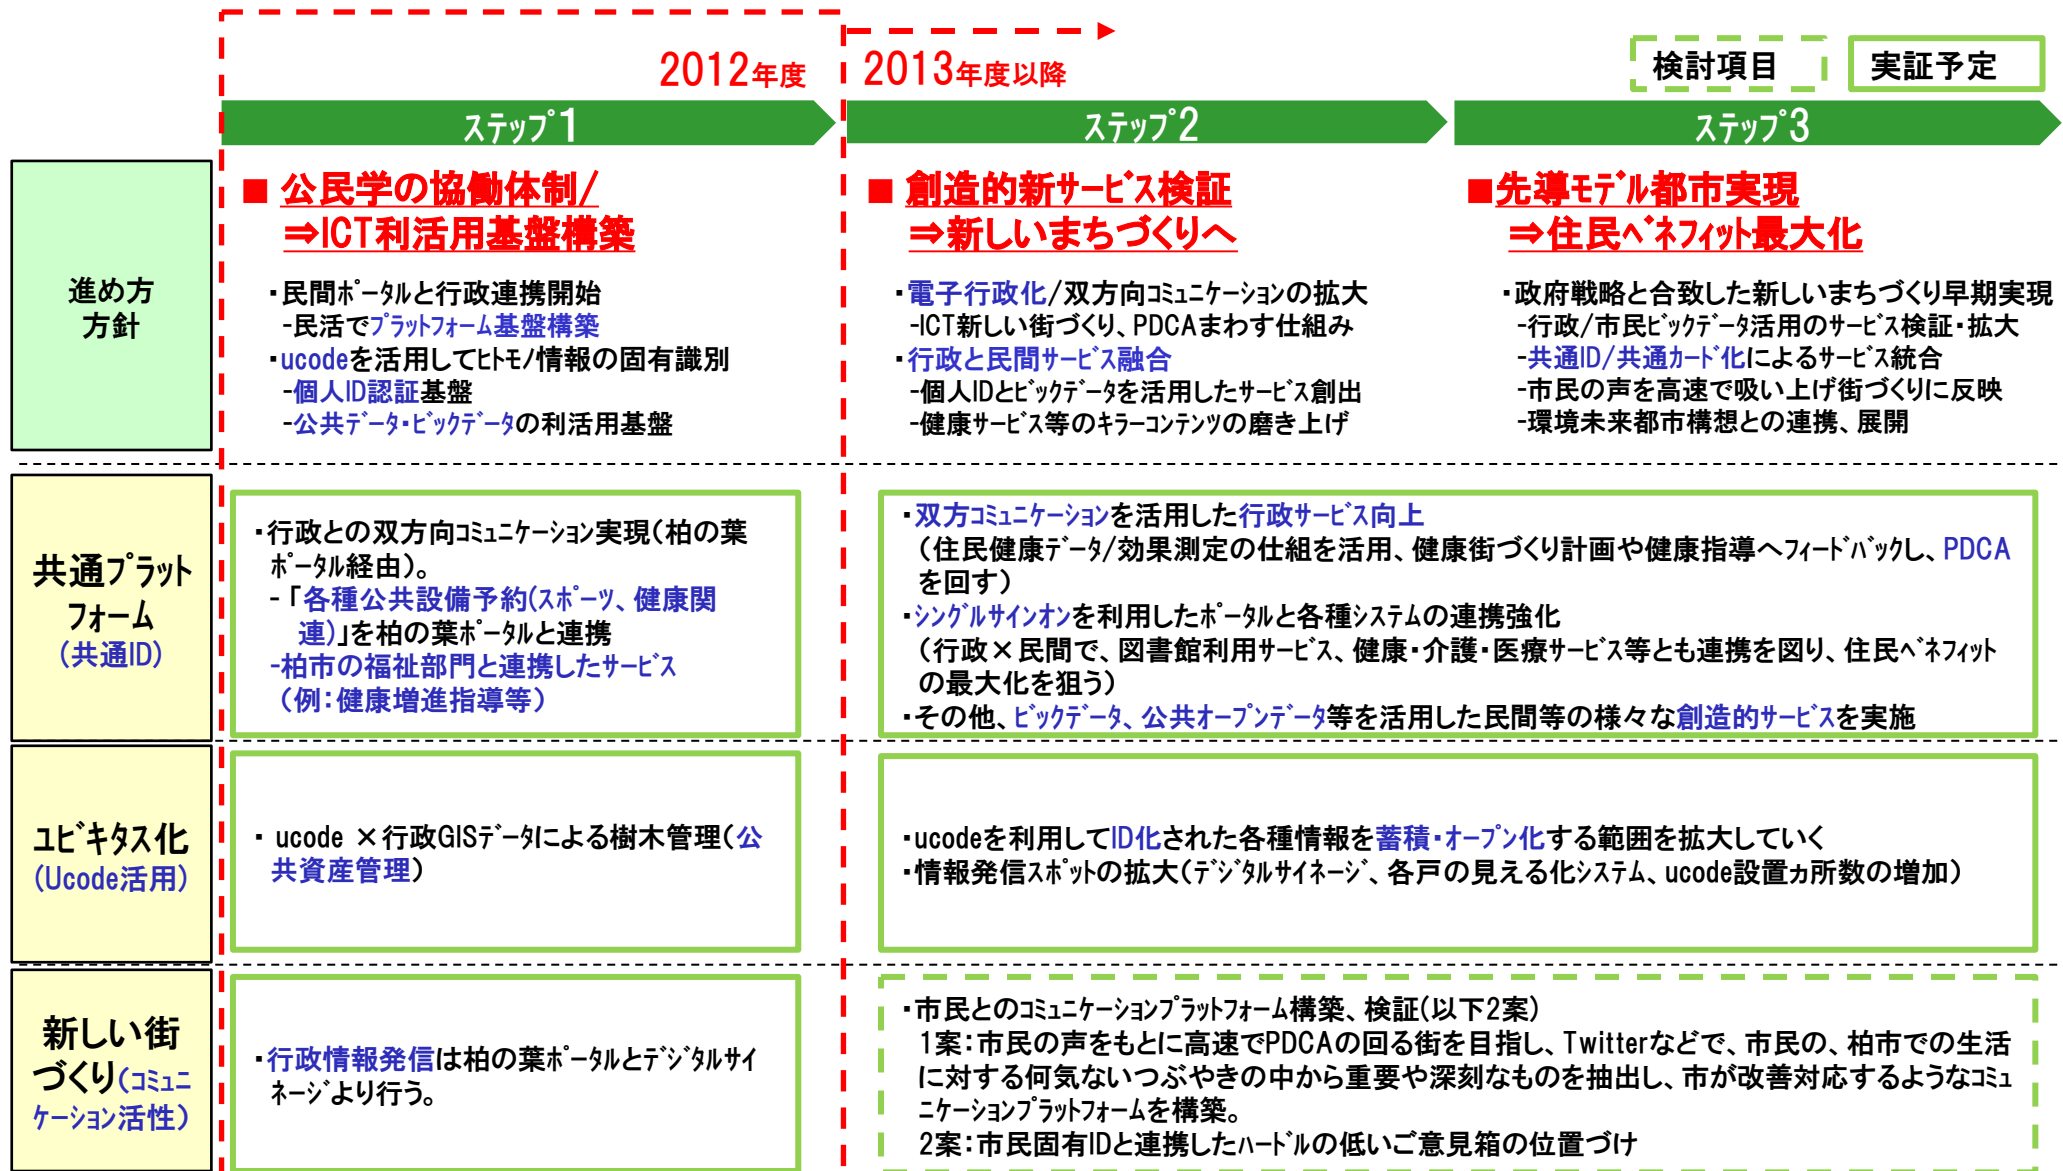 2012年度
2013年度以降
検討項目
実証予定
ｽﾃｯﾌﾟ1
ｽﾃｯﾌﾟ2
ｽﾃｯﾌﾟ3
進め方
方針
■ 公民学の協働体制/
⇒ICT利活用基盤構築
・民間ﾎﾟｰﾀﾙと行政連携開始
-民活でﾌﾟﾗｯﾄﾌｫｰﾑ基盤構築
・ucodeを活用してﾋﾄﾓﾉ/情報の固有識別
-個人ID認証基盤
-公共ﾃﾞｰﾀ・ﾋﾞｯｸﾃﾞｰﾀの利活用基盤
■ 創造的新ｻｰﾋﾞｽ検証
⇒新しいまちづくりへ
・電子行政化/双方向ｺﾐｭﾆｹｰｼｮﾝの拡大
-ICT新しい街づくり、PDCAまわす仕組み
・行政と民間ｻｰﾋﾞｽ融合
-個人IDとﾋﾞｯｸﾃﾞｰﾀを活用したｻｰﾋﾞｽ創出
-健康ｻｰﾋﾞｽ等のｷﾗｰｺﾝﾃﾝﾂの磨き上げ
■先導ﾓﾃﾞﾙ都市実現
⇒住民ﾍﾞﾈﾌｨｯﾄ最大化
・政府戦略と合致した新しいまちづくり早期実現
-行政/市民ﾋﾞｯｸﾃﾞｰﾀ活用のｻｰﾋﾞｽ検証・拡大
-共通ID/共通ｶｰﾄﾞ化によるｻｰﾋﾞｽ統合
-市民の声を高速で吸い上げ街づくりに反映
-環境未来都市構想との連携、展開
共通ﾌﾟﾗｯﾄ
ﾌｫｰﾑ
(共通ID)
・行政との双方向ｺﾐｭﾆｹｰｼｮﾝ実現(柏の葉
ﾎﾟｰﾀﾙ経由)。
-「各種公共設備予約(ｽﾎﾟｰﾂ、健康関
連)」を柏の葉ﾎﾟｰﾀﾙと連携
-柏市の福祉部門と連携したｻｰﾋﾞｽ
(例:健康増進指導等)
・双方ｺﾐｭﾆｹｰｼｮﾝを活用した行政ｻｰﾋﾞｽ向上
(住民健康ﾃﾞｰﾀ/効果測定の仕組を活用、健康街づくり計画や健康指導へﾌｨｰﾄﾞﾊﾞｯｸし、PDCA
を回す)
・ｼﾝｸﾞﾙｻｲﾝｵﾝを利用したﾎﾟｰﾀﾙと各種ｼｽﾃﾑの連携強化
(行政×民間で、図書館利用ｻｰﾋﾞｽ、健康・介護・医療ｻｰﾋﾞｽ等とも連携を図り、住民ﾍﾞﾈﾌｨｯﾄ
の最大化を狙う)
・その他、ﾋﾞｯｸﾃﾞｰﾀ、公共ｵｰﾌﾟﾝﾃﾞｰﾀ等を活用した民間等の様々な創造的ｻｰﾋﾞｽを実施
ﾕﾋﾞｷﾀｽ化
(Ucode活用)
・ ucode ×行政GISﾃﾞｰﾀによる樹木管理(公
共資産管理)
・ucodeを利用してID化された各種情報を蓄積・ｵｰﾌﾟﾝ化する範囲を拡大していく
・情報発信ｽﾎﾟｯﾄの拡大(ﾃﾞｼﾞﾀﾙｻｲﾈｰｼﾞ、各戸の見える化ｼｽﾃﾑ、ucode設置ヵ所数の増加)
新しい街
づくり(ｺﾐｭﾆ
ｹｰｼｮﾝ活性)
・行政情報発信は柏の葉ﾎﾟｰﾀﾙとﾃﾞｼﾞﾀﾙｻｲ
ﾈｰｼﾞより行う。
・市民とのｺﾐｭﾆｹｰｼｮﾝﾌﾟﾗｯﾄﾌｫｰﾑ構築、検証(以下2案)
1案:市民の声をもとに高速でPDCAの回る街を目指し、Twitterなどで、市民の、柏市での生活
に対する何気ないつぶやきの中から重要や深刻なものを抽出し、市が改善対応するようなｺﾐｭ
ﾆｹｰｼｮﾝﾌﾟﾗｯﾄﾌｫｰﾑを構築。
2案:市民固有IDと連携したﾊｰﾄﾞﾙの低いご意見箱の位置づけ